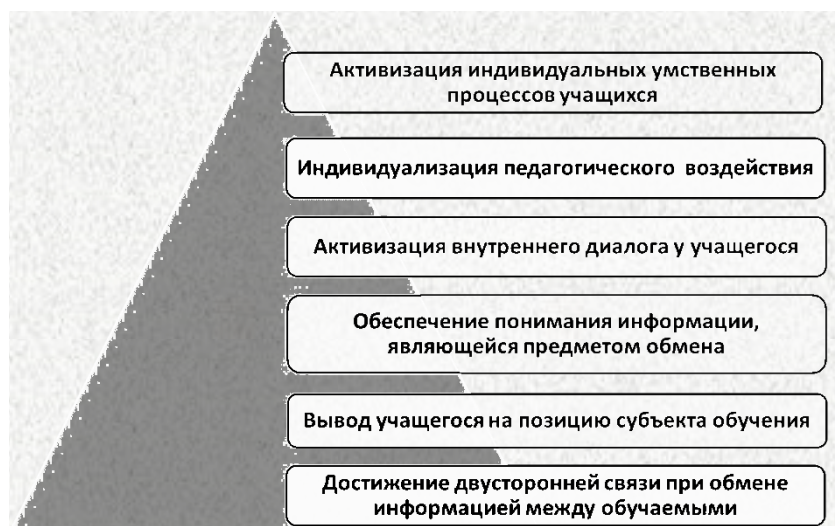 Активизация индивидуальных умственных
процессов учащихся
Индивидуализация педагогического воздействия
Активизация внутреннего диалога у учащегося
Обеспечение понимания информации,
являющейся предметом обмена
Вывод учащегося на позицию субъекта обучения
Достижение двусторонней связи при обмене
информацией между обучаемыми